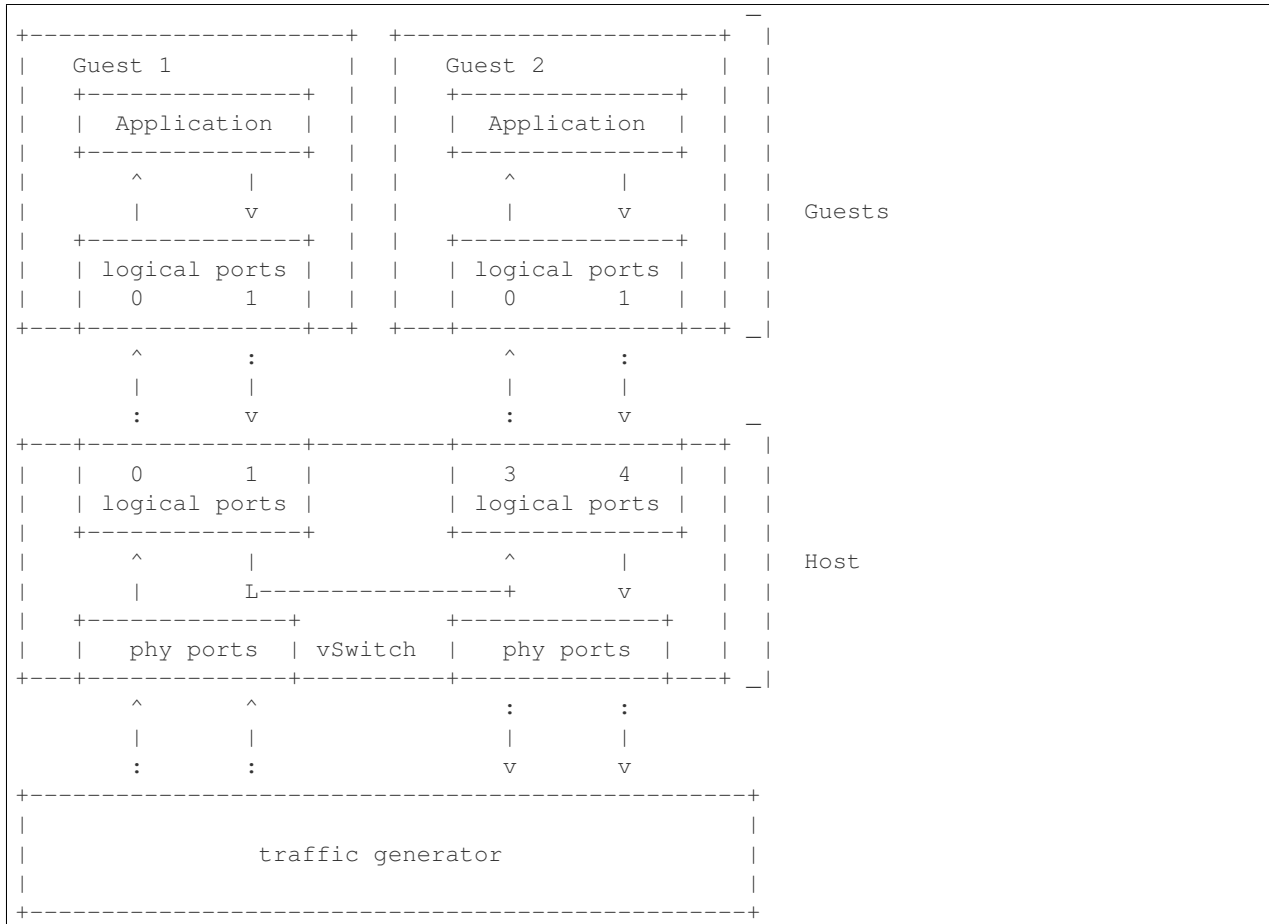 _
+----------------------+  +----------------------+  |
|   Guest 1            |  |   Guest 2            |  |
|   +---------------+  |  |   +---------------+  |  |
|   |  Application  |  |  |   |  Application  |  |  |
|   +---------------+  |  |   +---------------+  |  |
|       ^       |      |  |       ^       |      |  |
|       |       v      |  |       |       v      |  |  Guests
|   +---------------+  |  |   +---------------+  |  |
|   | logical ports |  |  |   | logical ports |  |  |
|   |   0       1   |  |  |   |   0       1   |  |  |
+---+---------------+--+  +---+---------------+--+ _|
        ^       :                 ^       :
        |       |                 |       |
        :       v                 :       v        _
+---+---------------+---------+---------------+--+  |
|   |   0       1   |         |   3       4   |  |  |
|   | logical ports |         | logical ports |  |  |
|   +---------------+         +---------------+  |  |
|       ^       |                 ^       |      |  |  Host
|       |       L-----------------+       v      |  |
|   +--------------+          +--------------+   |  |
|   |   phy ports  | vSwitch  |   phy ports  |   |  |
+---+--------------+----------+--------------+---+ _|
        ^       ^                 :       :
        |       |                 |       |
        :       :                 v       v
+--------------------------------------------------+
|                                                  |
|                traffic generator                 |
|                                                  |
+--------------------------------------------------+